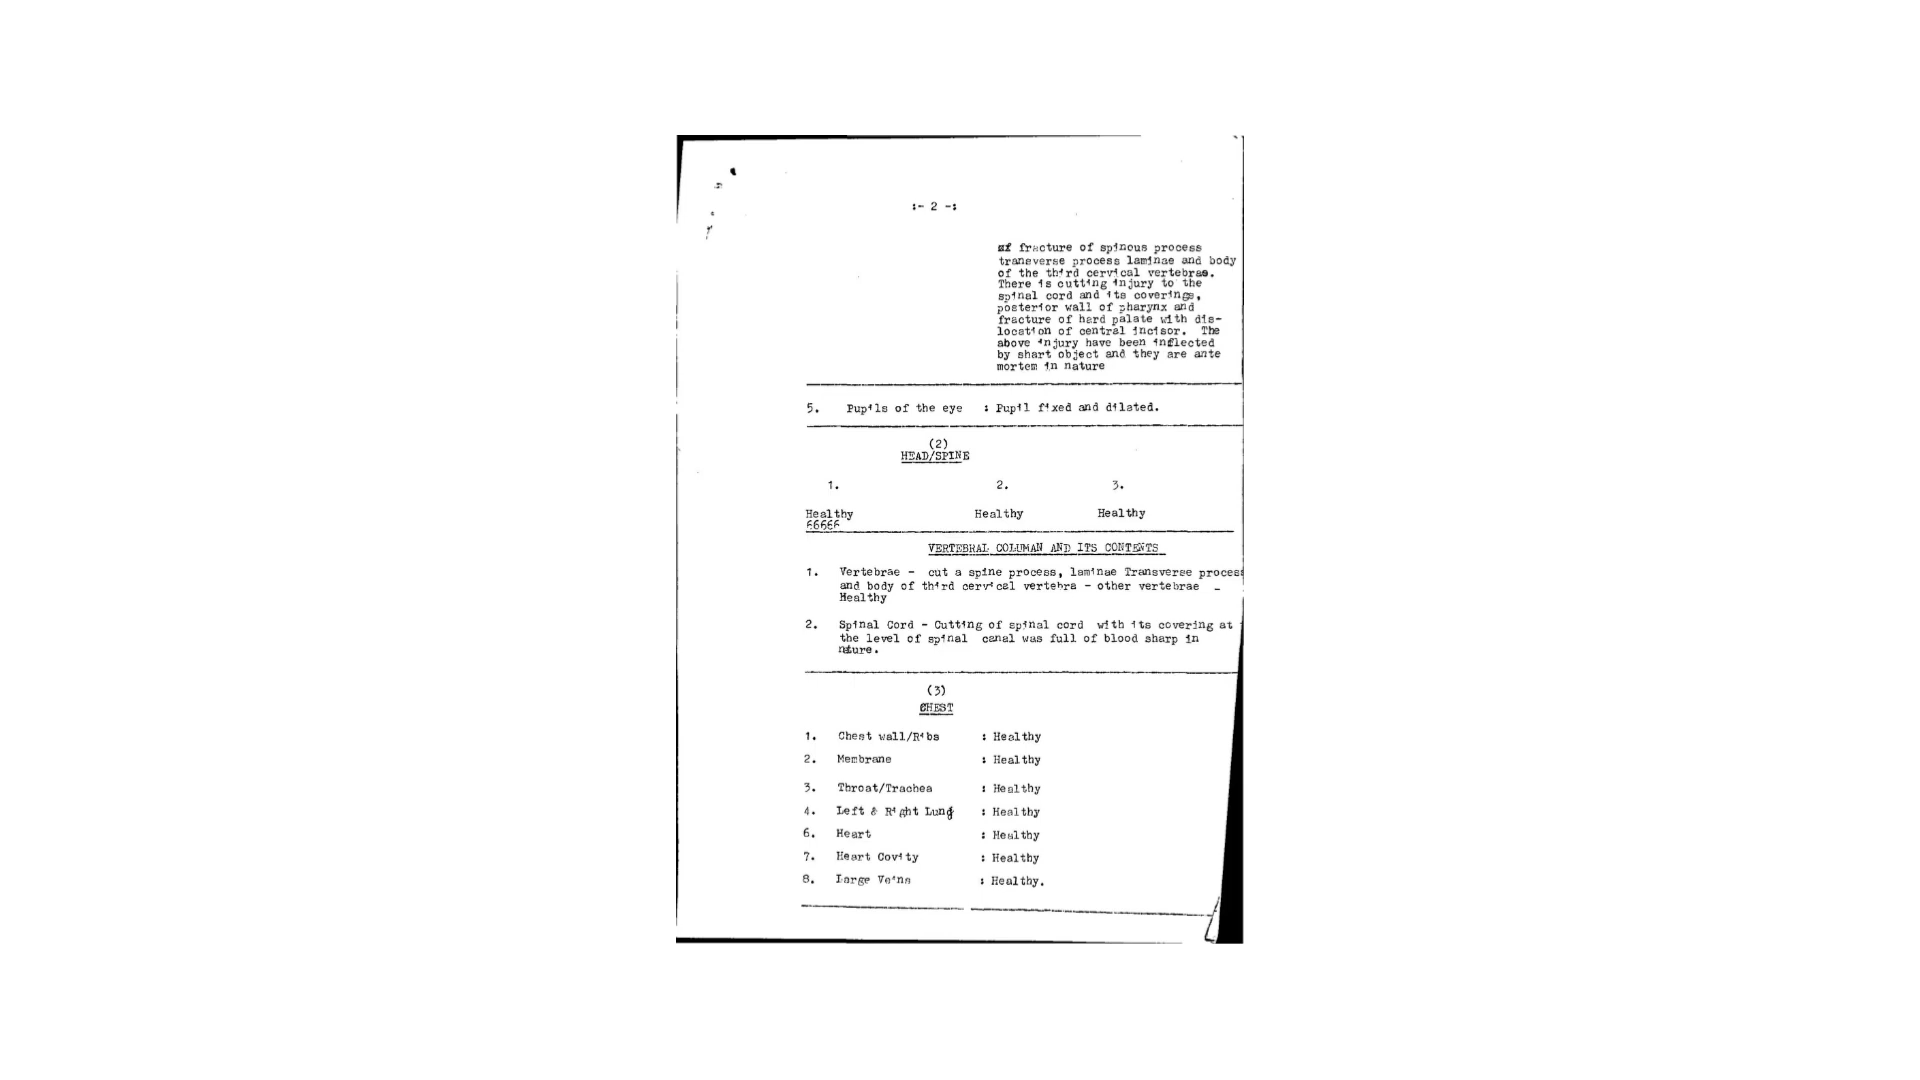 :- 2 -:
of fracture of spinous process
transverse process laminae and body
of the third cervical vertebrae.
There is cutting injury to the
spinal cord and its coverings,
posterior wall of pharynx and
fracture of hard palate with dis-
location of central incisor. The
above injury have been inflected
by shart object and they are ante
mortem in nature
5. Pupils of the eye : Pupil fixed and dilated.
(2)
HEAD/SPINE
1. 2. 3.
Healthy Healthy Healthy
66666
VERTEBRAL COLUMAN AND ITS CONTENTS
1. Vertebrae - cut a spine process, laminae Transverse process
and body of third cervical vertebra - other vertebrae -
Healthy
2. Spinal Cord - Cutting of spinal cord with its covering at
the level of spinal canal was full of blood sharp in
nature.
(3)
CHEST
1. Chest wall/Ribs : Healthy
2. Membrane : Healthy
3. Throat/Trachea : Healthy
4. Left & Right Lung : Healthy
6. Heart : Healthy
7. Heart Covity : Healthy
8. Large Veins : Healthy.